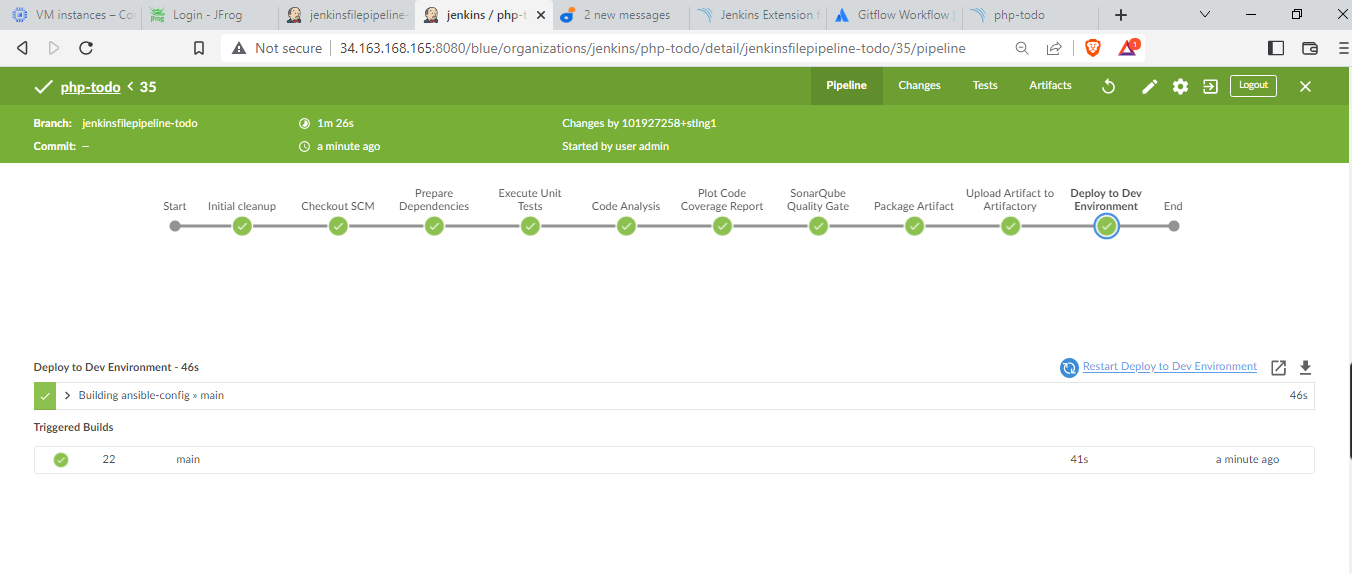 VM instances – Co
Login - JFrog
jenkinsfilepipeline-
jenkins / php-t
2 new messages
Jenkins Extension f
Gitflow Workflow |
php-todo
Not secure
34.163.168.165:8080/blue/organizations/jenkins/php-todo/detail/jenkinsfilepipeline-todo/35/pipeline
1
php-todo < 35
Pipeline
Changes
Tests
Artifacts
Logout
Branch: jenkinsfilepipeline-todo
1m 26s
Changes by 101927258+stlng1
Commit: –
a minute ago
Started by user admin
Start
Initial cleanup
Checkout SCM
Prepare
Dependencies
Execute Unit
Tests
Code Analysis
Plot Code
Coverage Report
SonarQube
Quality Gate
Package Artifact
Upload Artifact to
Artifactory
Deploy to Dev
Environment
End
Deploy to Dev Environment - 46s
Restart Deploy to Dev Environment
Building ansible-config » main
46s
Triggered Builds
22 main 41s a minute ago